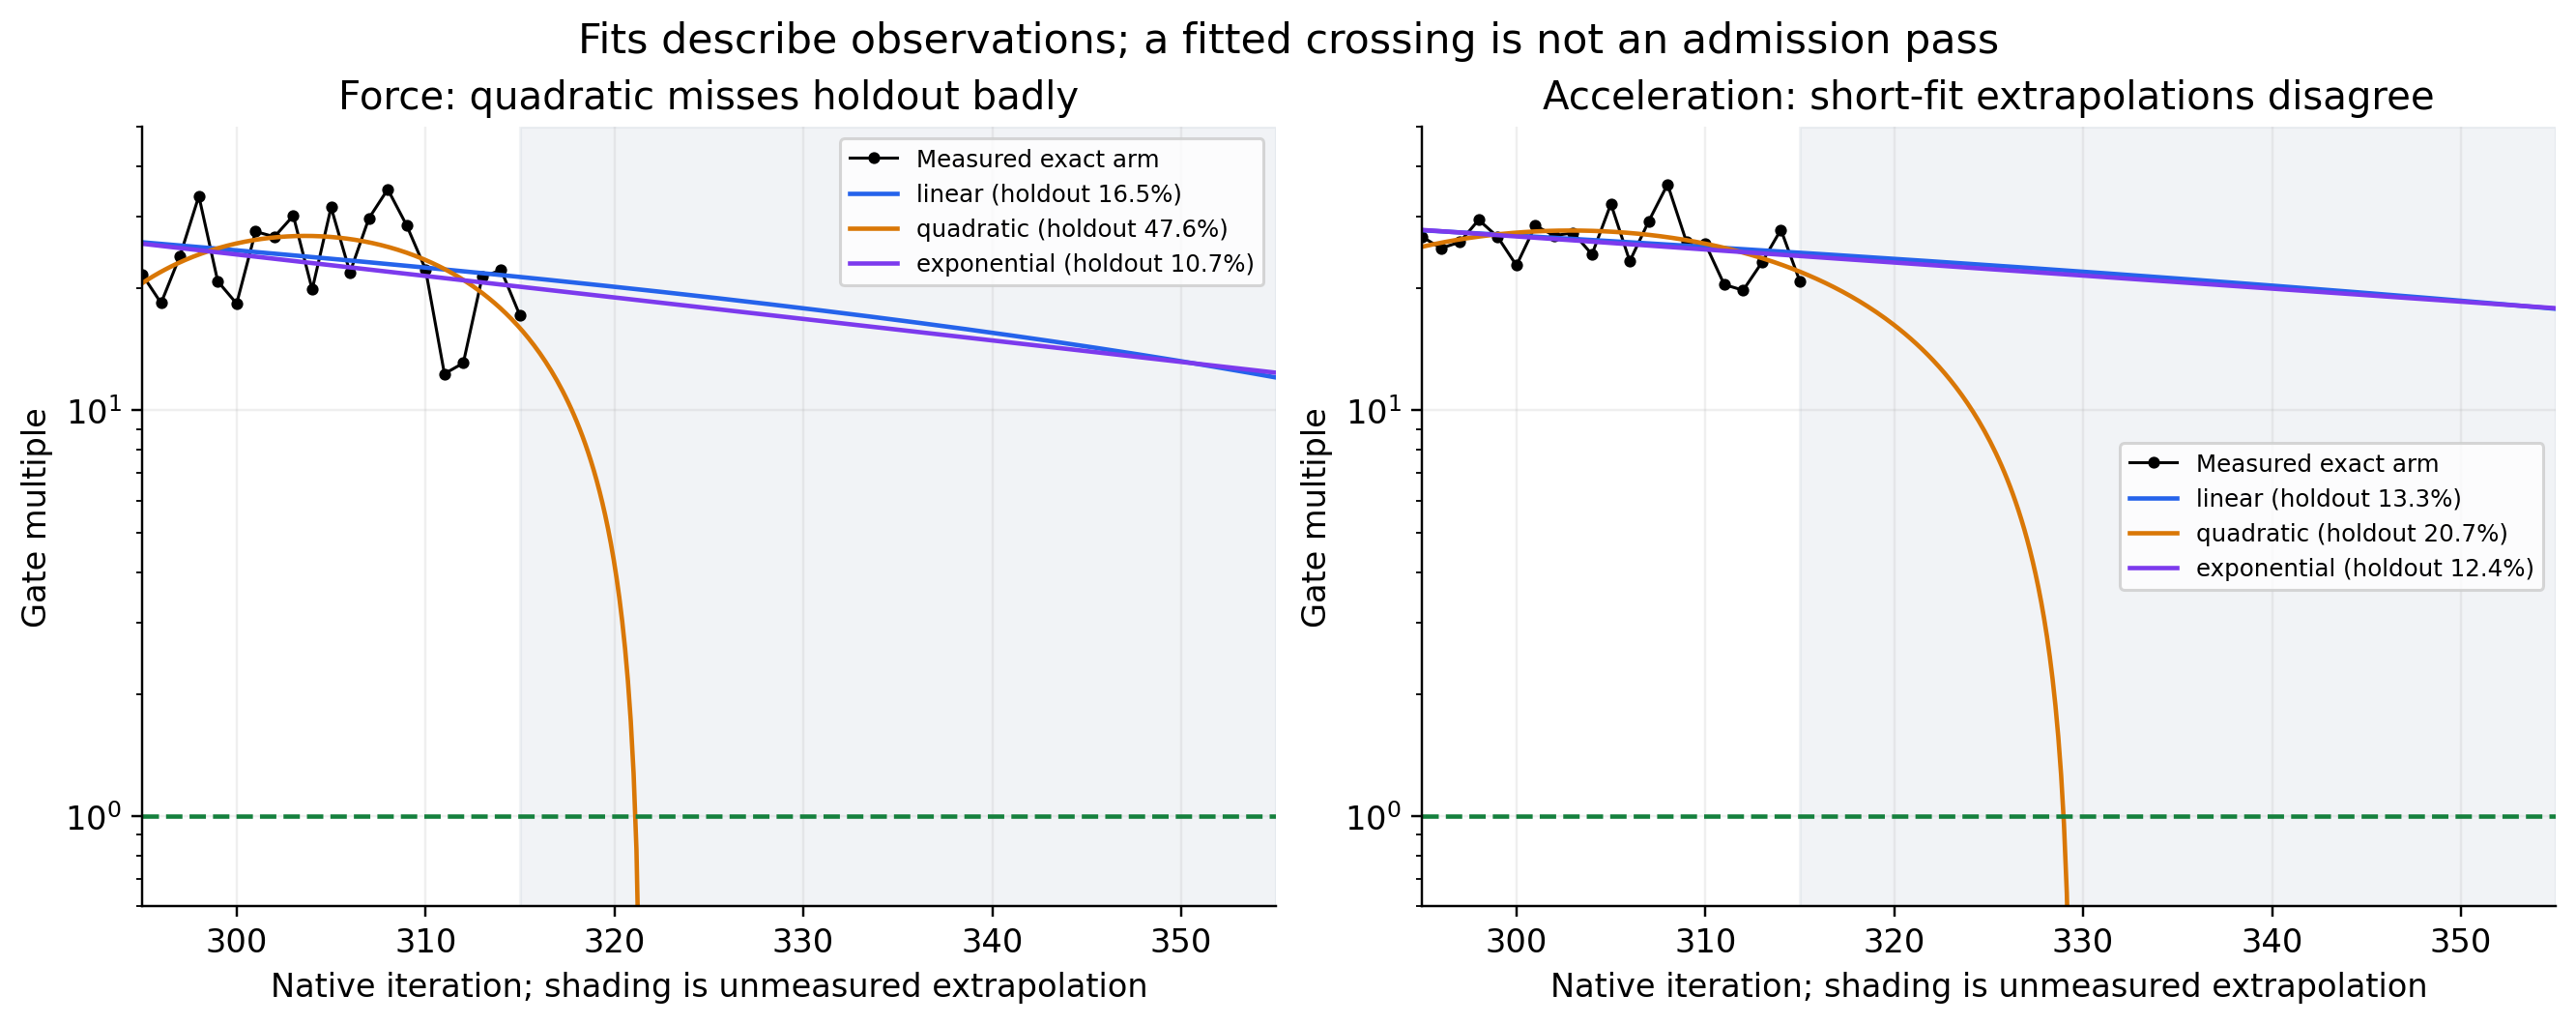 Fits describe observations; a fitted crossing is not an admission pass
Force: quadratic misses holdout badly
Gate multiple
10¹
10⁰
Measured exact arm
linear (holdout 16.5%)
quadratic (holdout 47.6%)
exponential (holdout 10.7%)
300 310 320 330 340 350
Native iteration; shading is unmeasured extrapolation
Acceleration: short-fit extrapolations disagree
Gate multiple
10¹
10⁰
Measured exact arm
linear (holdout 13.3%)
quadratic (holdout 20.7%)
exponential (holdout 12.4%)
300 310 320 330 340 350
Native iteration; shading is unmeasured extrapolation